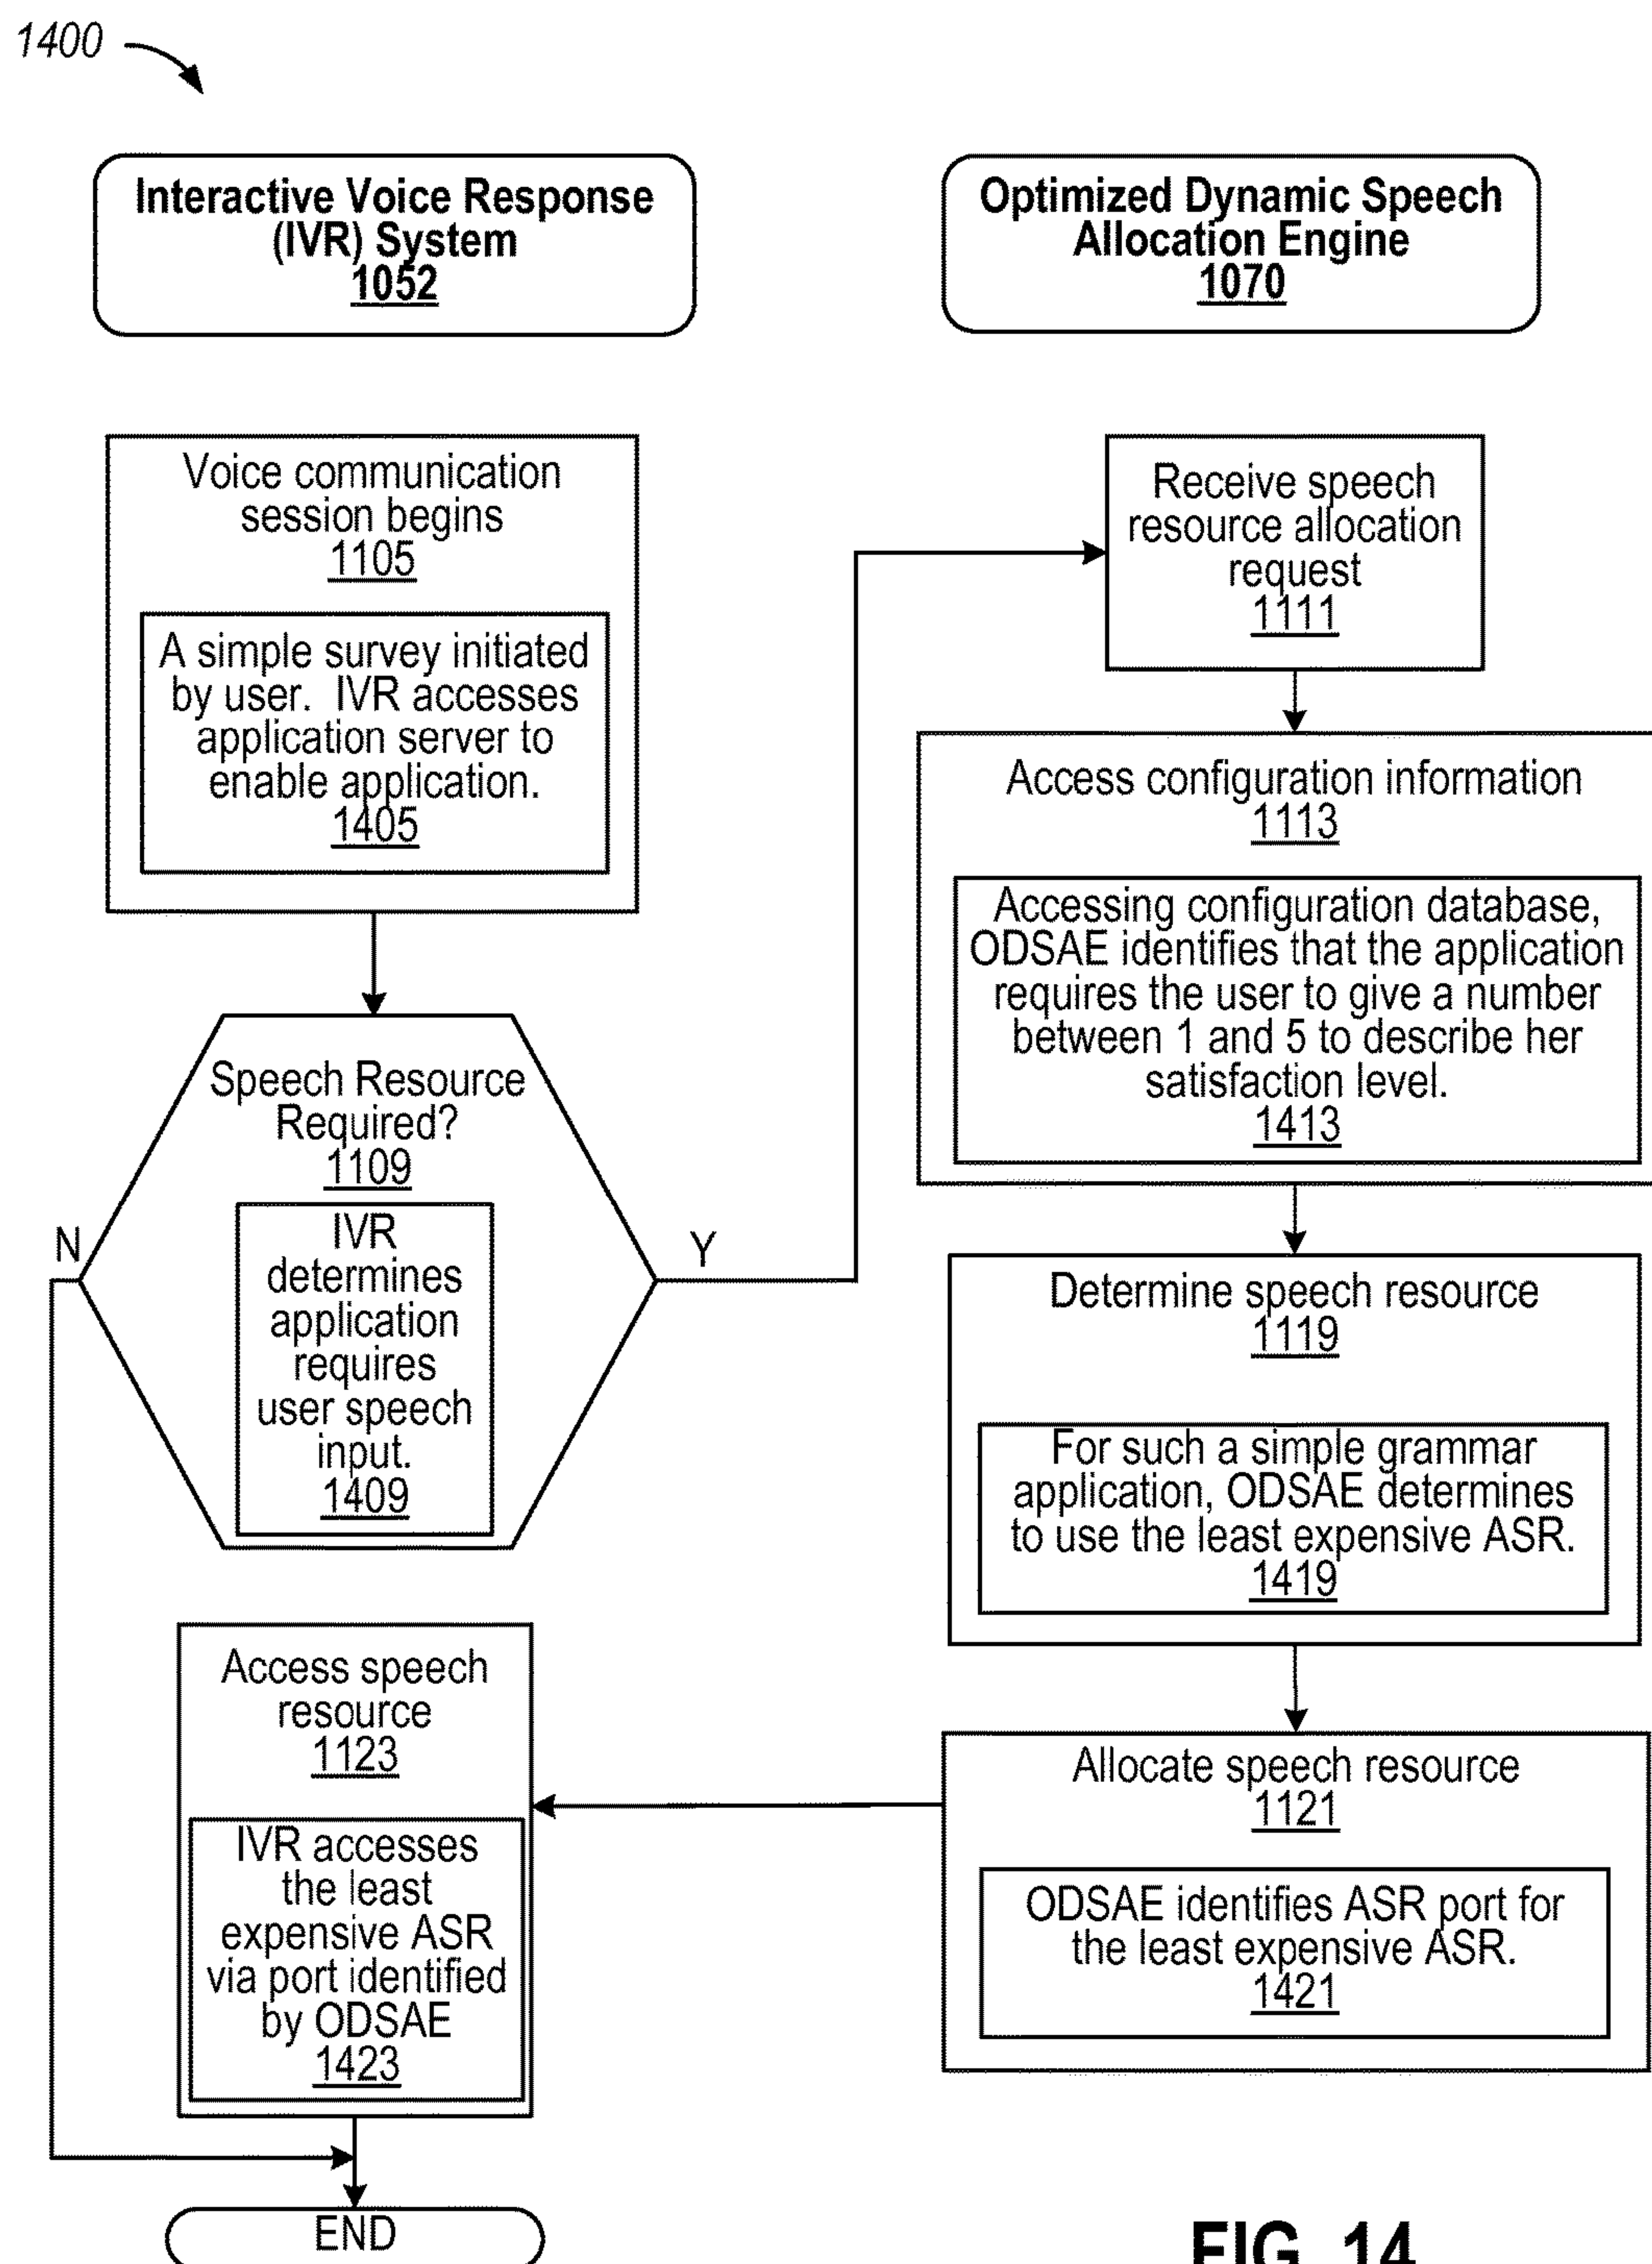 1400
Interactive Voice Response
(IVR) System
1052
Optimized Dynamic Speech
Allocation Engine
1070
Voice communication
session begins
1105
A simple survey initiated
by user. IVR accesses
application server to
enable application.
1405
Speech Resource
Required?
1109
IVR
determines
application
requires
user speech
input.
1409
N
Y
Receive speech
resource allocation
request
1111
Access configuration information
1113
Accessing configuration database,
ODSAE identifies that the application
requires the user to give a number
between 1 and 5 to describe her
satisfaction level.
1413
Determine speech resource
1119
For such a simple grammar
application, ODSAE determines
to use the least expensive ASR.
1419
Allocate speech resource
1121
ODSAE identifies ASR port for
the least expensive ASR.
1421
Access speech
resource
1123
IVR accesses
the least
expensive ASR
via port identified
by ODSAE
1423
END
FIG. 14